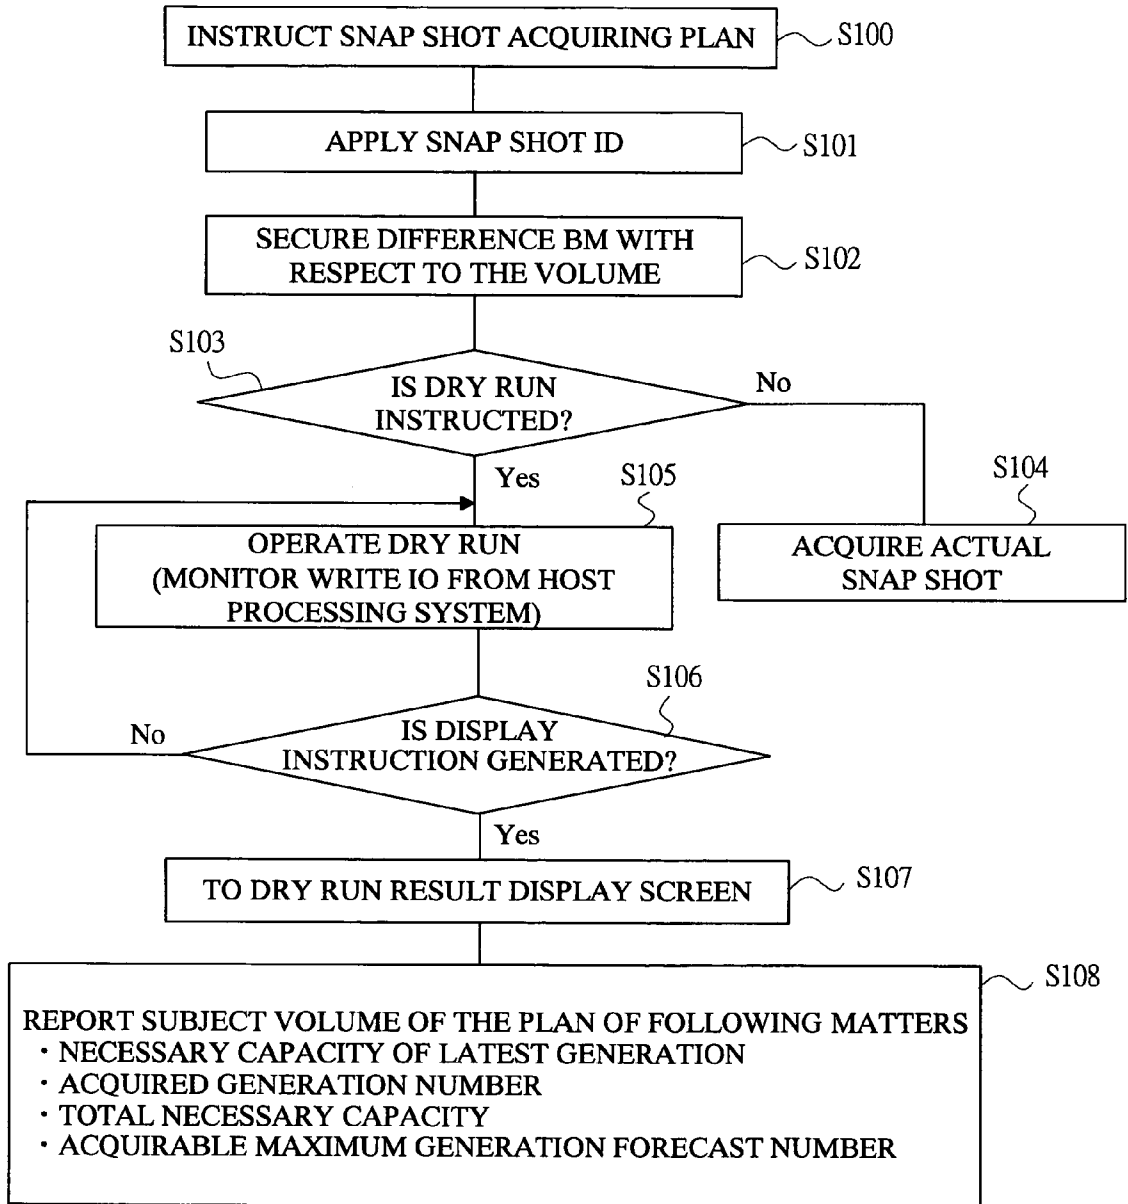 INSTRUCT SNAP SHOT ACQUIRING PLAN
S100
APPLY SNAP SHOT ID
S101
SECURE DIFFERENCE BM WITH
RESPECT TO THE VOLUME
S102
S103
IS DRY RUN
INSTRUCTED?
No
Yes
S104
ACQUIRE ACTUAL
SNAP SHOT
S105
OPERATE DRY RUN
(MONITOR WRITE IO FROM HOST
PROCESSING SYSTEM)
S106
IS DISPLAY
INSTRUCTION GENERATED?
No
Yes
TO DRY RUN RESULT DISPLAY SCREEN
S107
S108
REPORT SUBJECT VOLUME OF THE PLAN OF FOLLOWING MATTERS
・NECESSARY CAPACITY OF LATEST GENERATION
・ACQUIRED GENERATION NUMBER
・TOTAL NECESSARY CAPACITY
・ACQUIRABLE MAXIMUM GENERATION FORECAST NUMBER